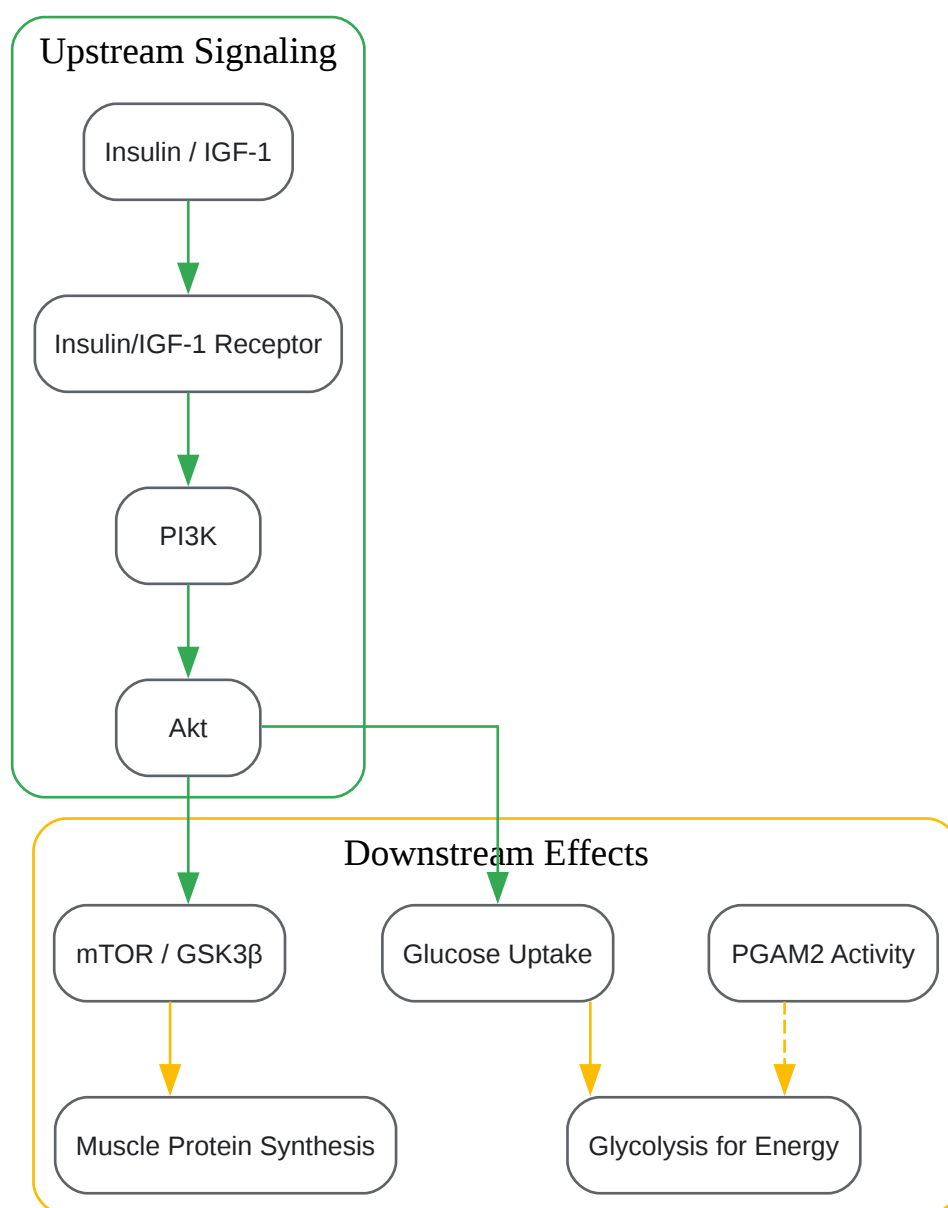 Upstream Signaling
Insulin / IGF-1
Insulin/IGF-1 Receptor
PI3K
Akt
Downstream Effects
mTOR / GSK3β
Glucose Uptake
PGAM2 Activity
Muscle Protein Synthesis
Glycolysis for Energy